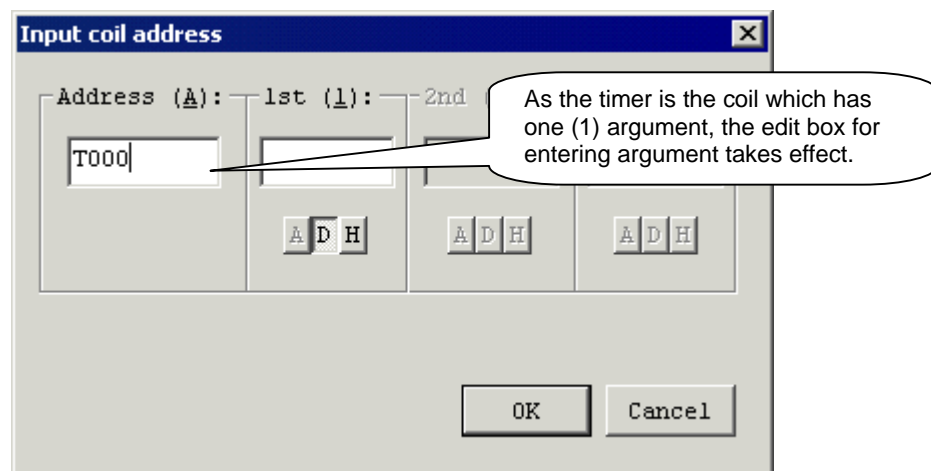 Input coil address
Address (A): 1st (1): 2nd (
As the timer is the coil which has
one (1) argument, the edit box for
entering argument takes effect.
T000
A D H A D H A D H
OK Cancel